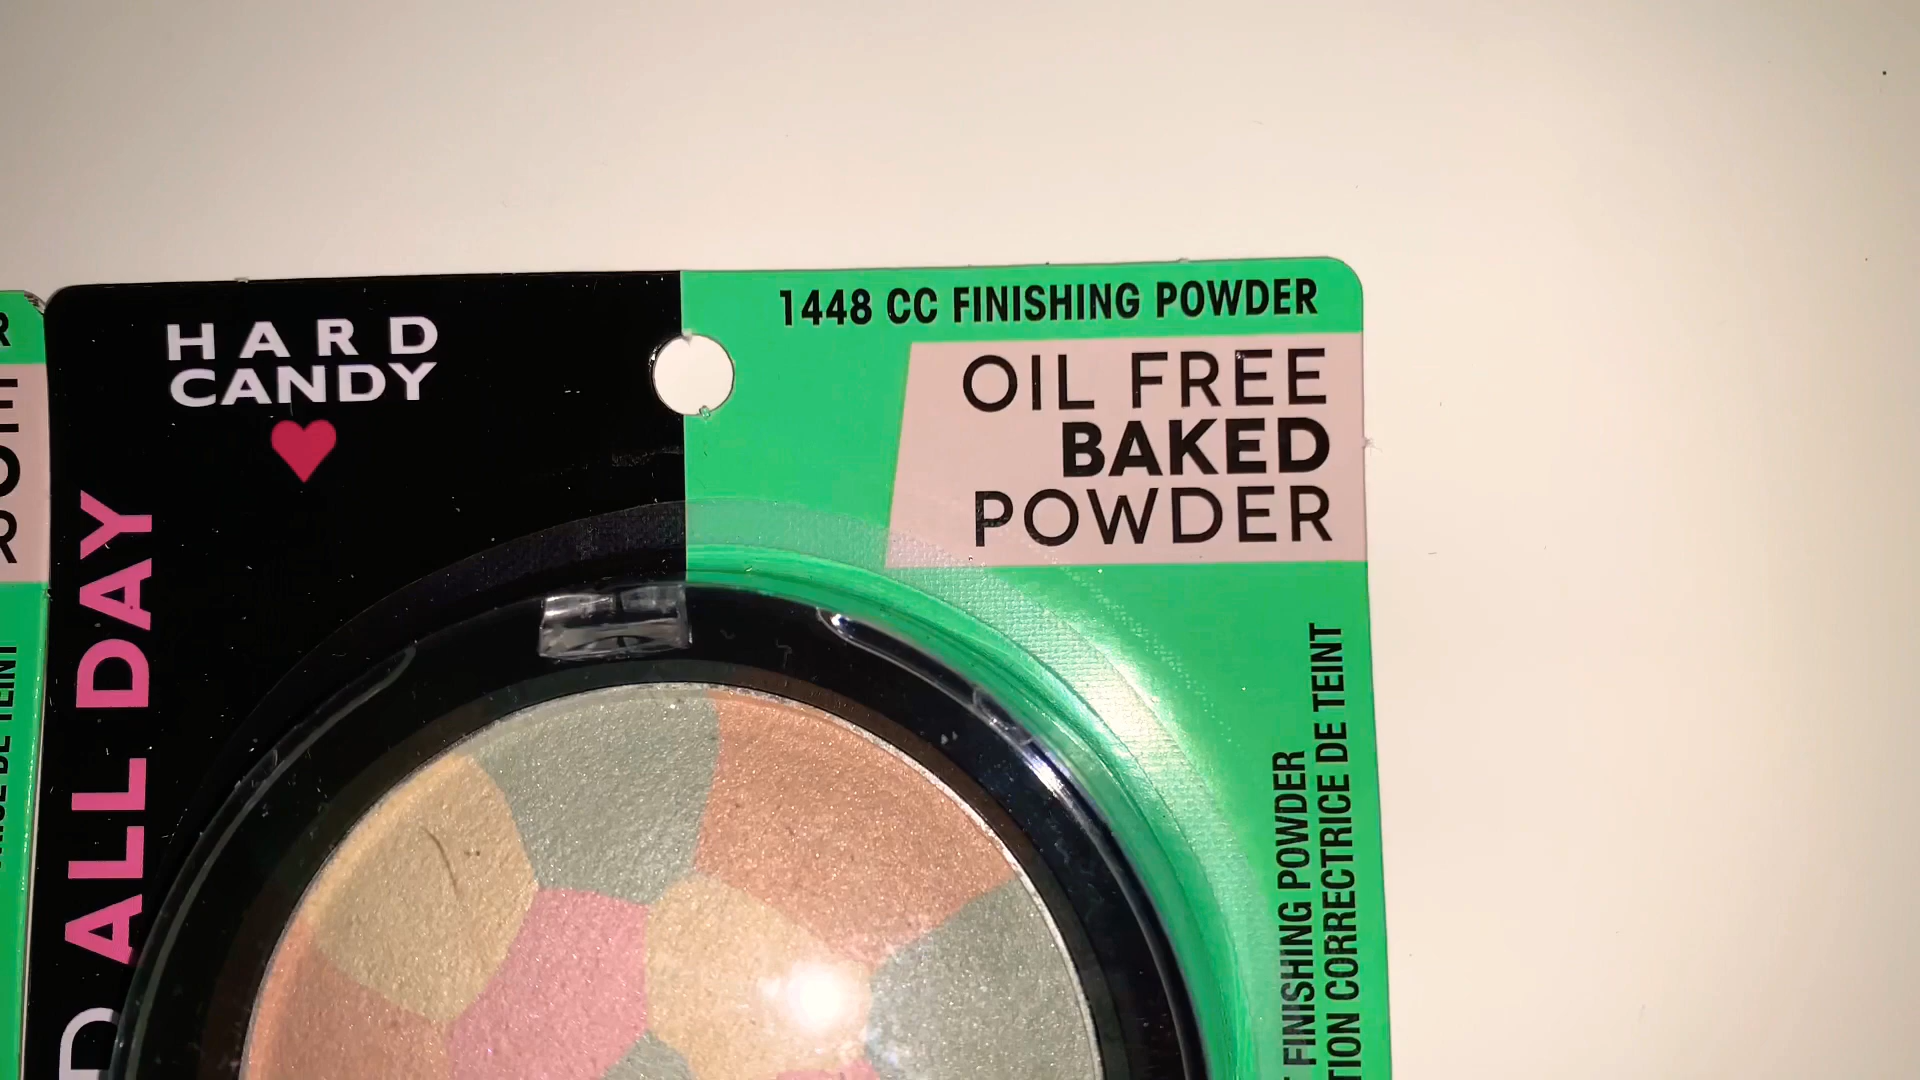 HARD
CANDY
1448 CC FINISHING POWDER
OIL FREE
BAKED
POWDER
ALL DAY
FINISHING POWDER
CORRECTRICE DE TEINT